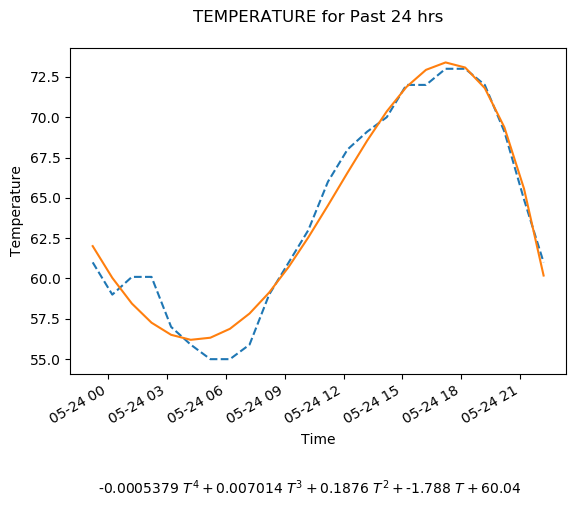 TEMPERATURE for Past 24 hrs
72.5
70.0
67.5
65.0
62.5
60.0
57.5
55.0
Temperature
05-24 00 05-24 03 05-24 06 05-24 09 05-24 12 05-24 15 05-24 18 05-24 21
Time
-0.0005379 T⁴ + 0.007014 T³ + 0.1876 T² + -1.788 T + 60.04